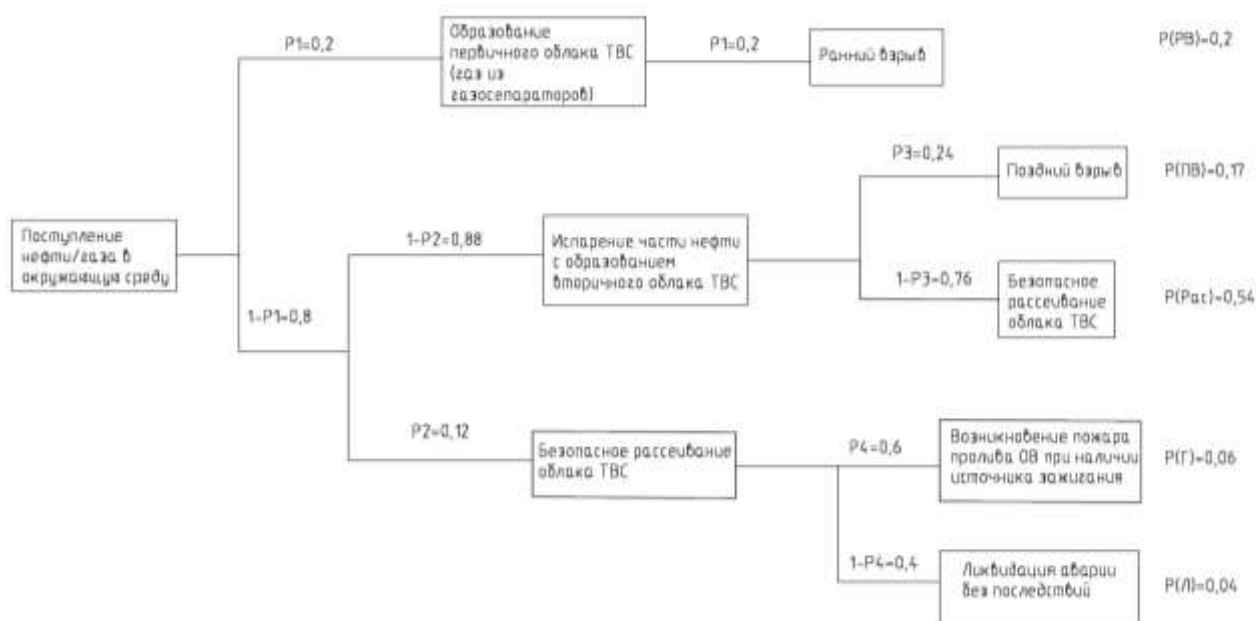 P1=0,2
Образование
первичного облака ТВС
(газ из
газосепараторов)
P1=0,2
Ранний взрыв
P(РВ)=0,2
P3=0,24
Поздний взрыв
P(ПВ)=0,17
Поступление
нефти/газа в
окружающую среду
1-P2=0,88
Испарение части нефти
с образованием
вторичного облака ТВС
1-P3=0,76
Безопасное
рассеивание
облака ТВС
P(Рас)=0,54
1-P1=0,8
P2=0,12
Безопасное рассеивание
облака ТВС
P4=0,6
Возникновение пожара
пролива ОВ при наличии
источника зажигания
P(Г)=0,06
1-P4=0,4
Ликвидация аварии
без последствий
P(Л)=0,04